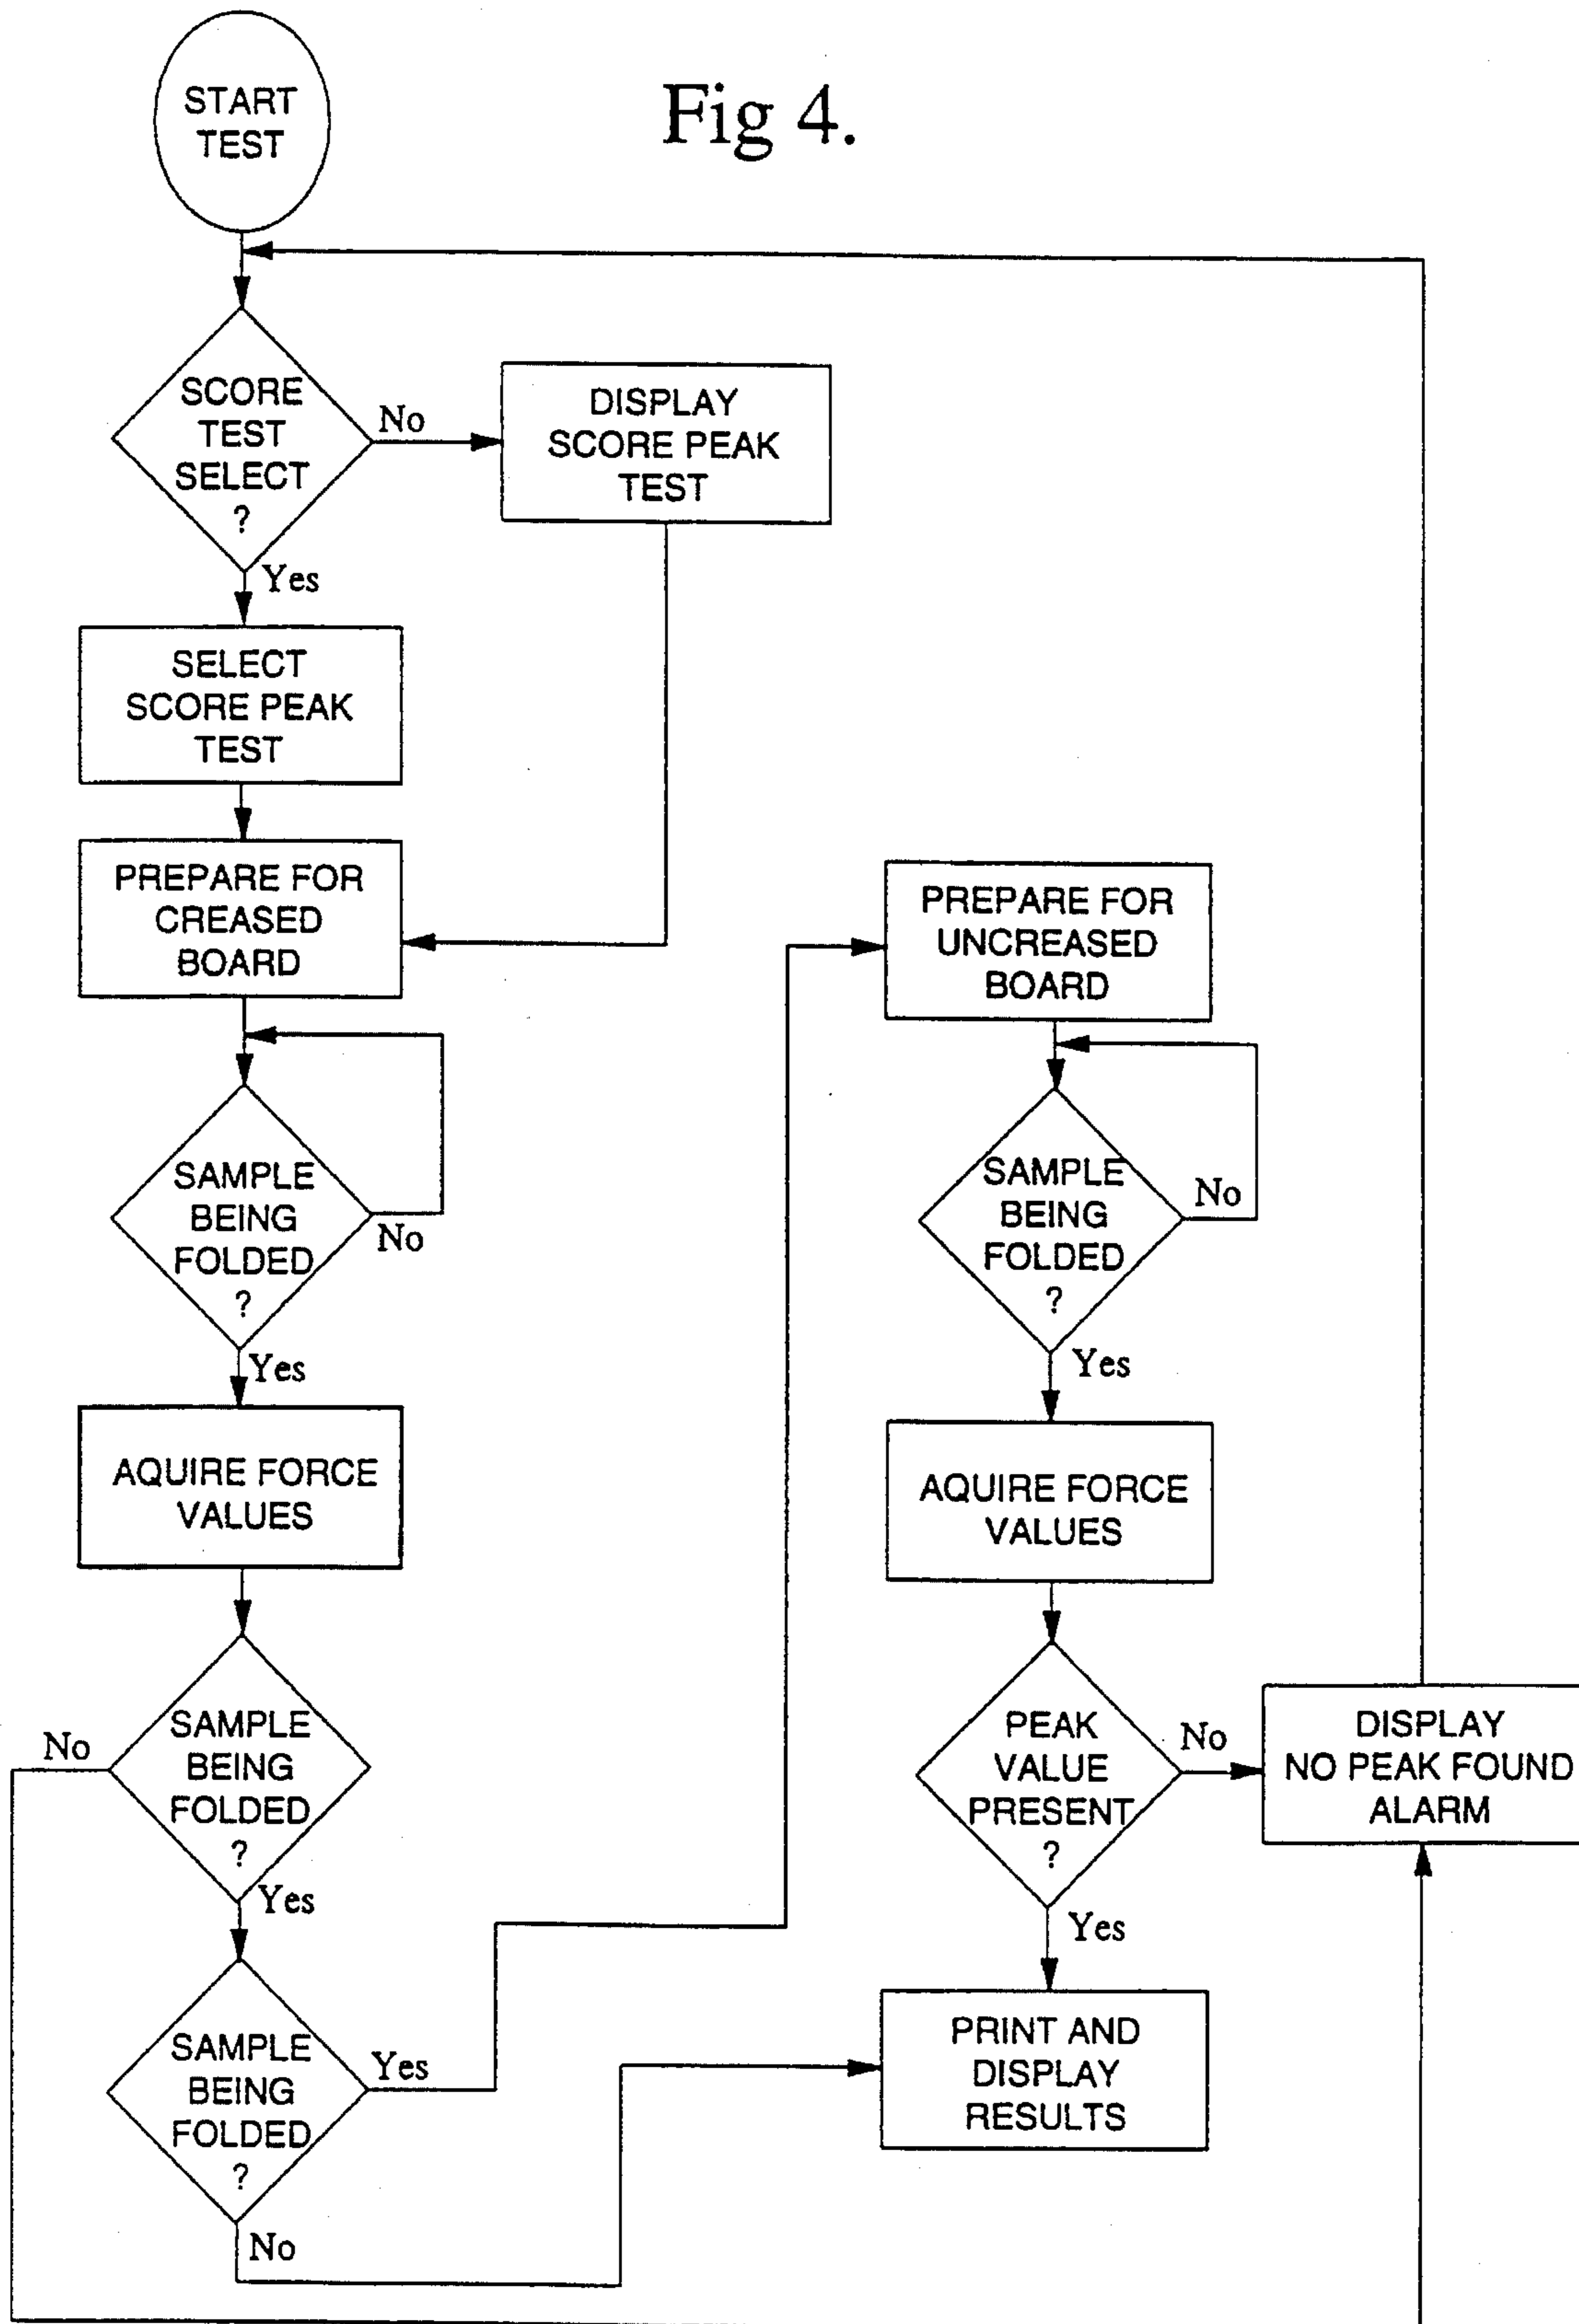 START
TEST
Fig 4.
SCORE
TEST
SELECT
?
No
DISPLAY
SCORE PEAK
TEST
Yes
SELECT
SCORE PEAK
TEST
PREPARE FOR
CREASED
BOARD
SAMPLE
BEING
FOLDED
?
No
Yes
AQUIRE FORCE
VALUES
SAMPLE
BEING
FOLDED
?
No
Yes
SAMPLE
BEING
FOLDED
?
Yes
No
PREPARE FOR
UNCREASED
BOARD
SAMPLE
BEING
FOLDED
?
No
Yes
AQUIRE FORCE
VALUES
PEAK
VALUE
PRESENT
?
No
DISPLAY
NO PEAK FOUND
ALARM
Yes
PRINT AND
DISPLAY
RESULTS